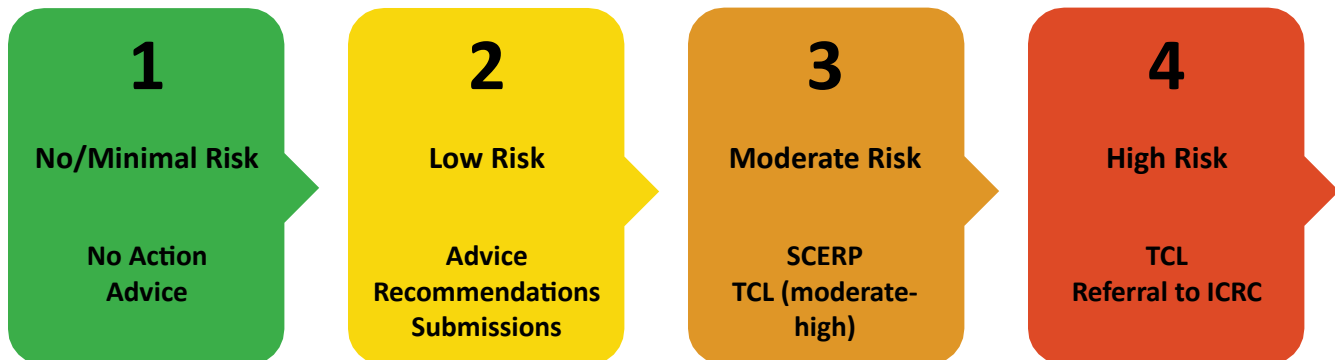 1
No/Minimal Risk
No Action
Advice
2
Low Risk
Advice
Recommendations
Submissions
3
Moderate Risk
SCERP
TCL (moderate-
high)
4
High Risk
TCL
Referral to ICRC